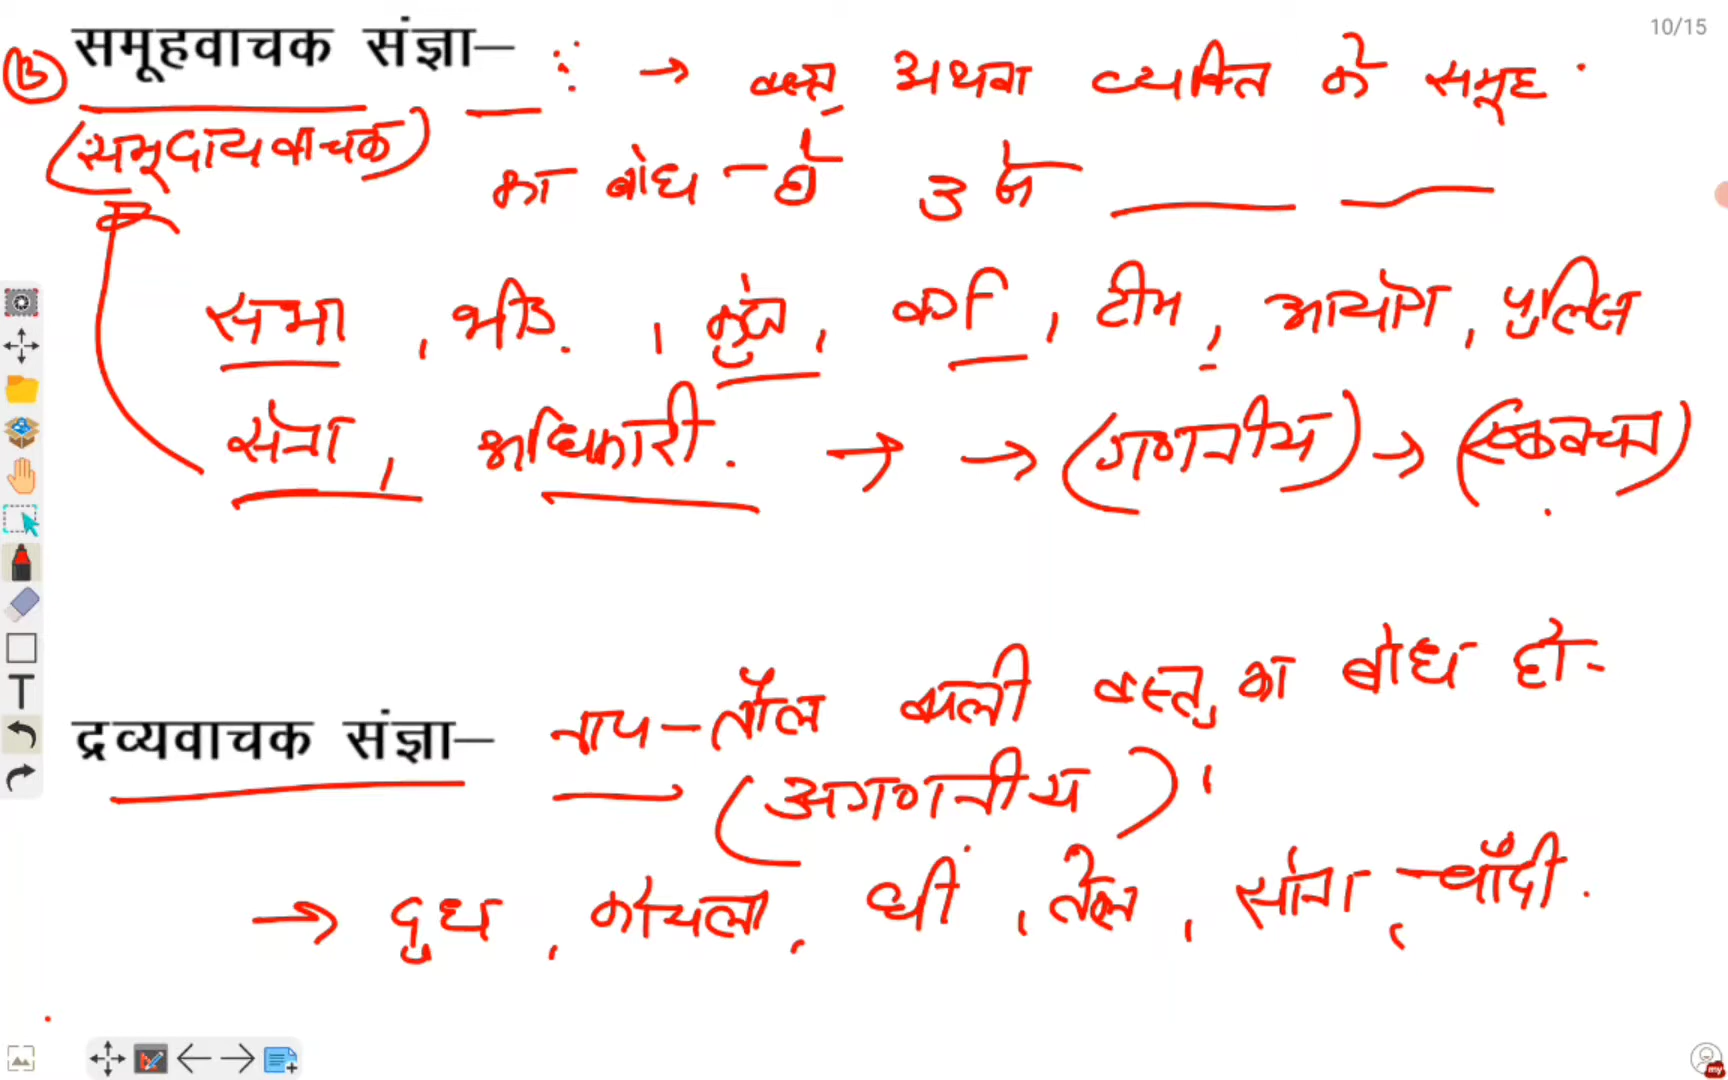 10/15
समूहवाचक संज्ञा— : → वस्तु अथवा व्यक्ति के समूह
(समूदायवाचक)
का बोध हो उसे
सभा, भीड़, कक्षा, टीम, आयोग, पुलिस
सेना, अधिकारी. → → (गणनीय) → (एकवचन)
द्रव्यवाचक संज्ञा— नाप-तौल वाली वस्तु का बोध हो-
(अगणनीय)
→ दुध, कोयला, घी, तेल, सोना, चाँदी.